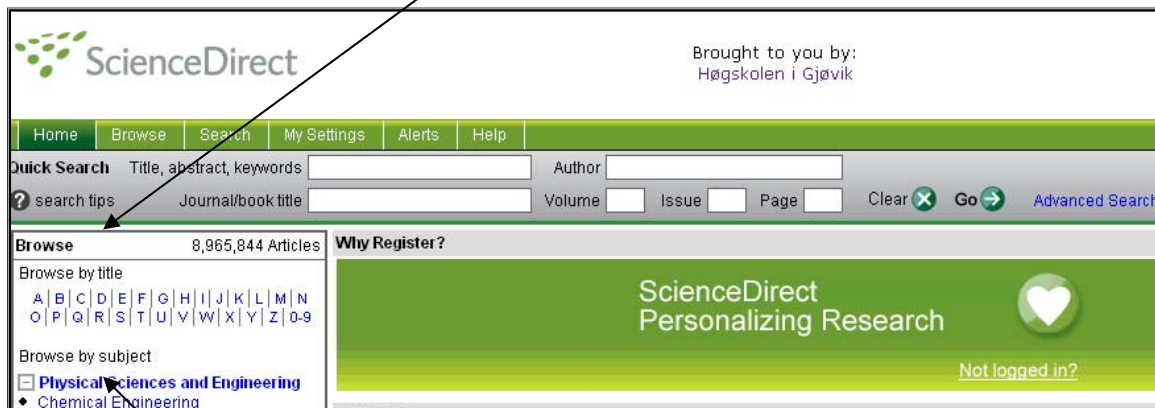 ScienceDirect
Brought to you by:
Høgskolen i Gjøvik
Home Browse Search My Settings Alerts Help
Quick Search Title, abstract, keywords Author
? search tips Journal/book title Volume Issue Page Clear Go Advanced Search
Browse 8,965,844 Articles
Browse by title
A|B|C|D|E|F|G|H|I|J|K|L|M|N
O|P|Q|R|S|T|U|V|W|X|Y|Z|0-9
Browse by subject
Physical Sciences and Engineering
Chemical Engineering
Why Register?
ScienceDirect
Personalizing Research
Not logged in?